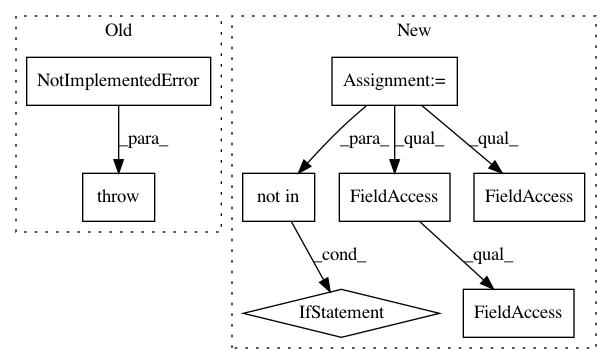 Old
New
NotImplementedError
Assignment:=
_para_
_para_
_qual_
_qual_
throw
not in
FieldAccess
FieldAccess
_cond_
_qual_
IfStatement
FieldAccess